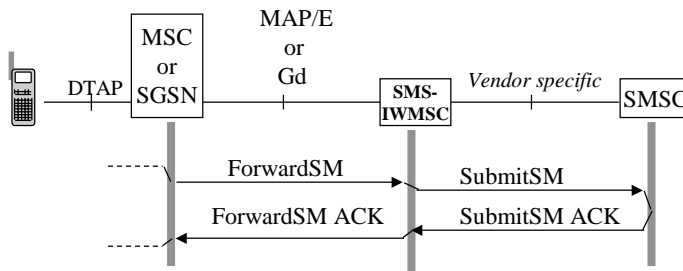 MAP/E
or
Gd
MSC
or
SGSN
DTAP
SMS-
IWMSC
Vendor specific
SMSC
ForwardSM
SubmitSM
ForwardSM ACK
SubmitSM ACK